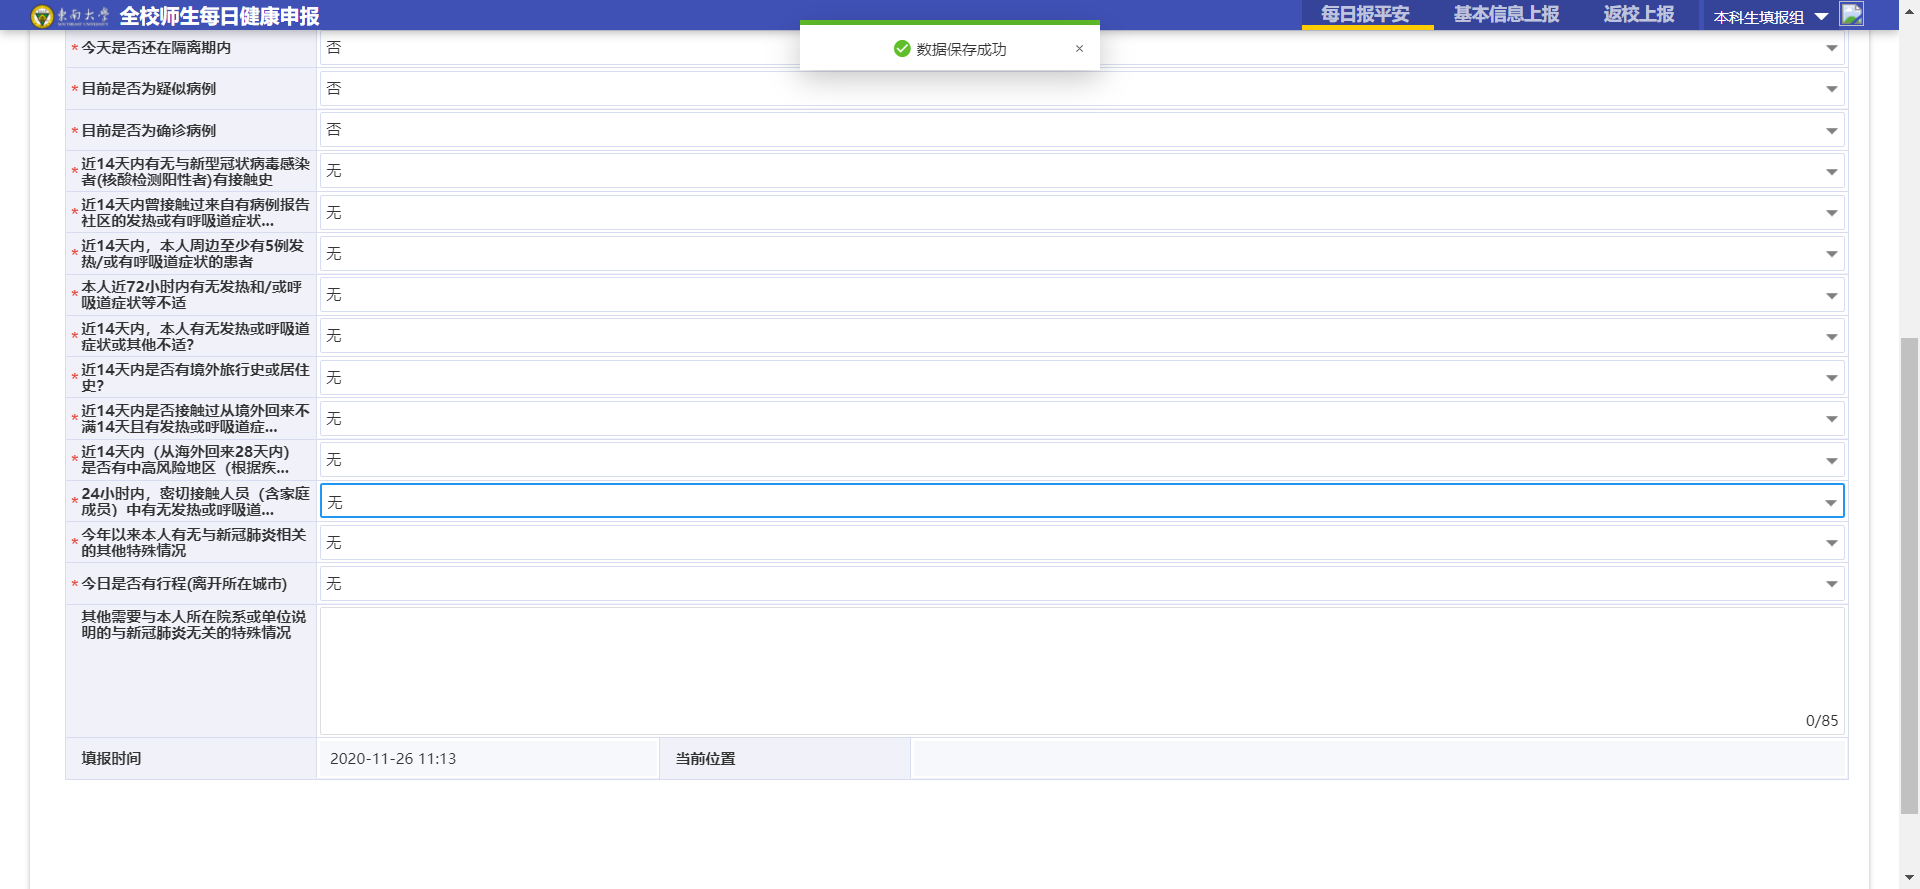 东南大学 全校师生每日健康申报
每日报平安 基本信息上报 返校上报 本科生填报组
数据保存成功 ×
* 今天是否还在隔离期内 否
* 目前是否为疑似病例 否
* 目前是否为确诊病例 否
* 近14天内有无与新型冠状病毒感染
者(核酸检测阳性者)有接触史 无
* 近14天内曾接触过来自有病例报告
社区的发热或有呼吸道症状... 无
* 近14天内，本人周边至少有5例发
热/或有呼吸道症状的患者 无
* 本人近72小时内有无发热和/或呼
吸道症状等不适 无
* 近14天内，本人有无发热或呼吸道
症状或其他不适? 无
* 近14天内是否有境外旅行史或居住
史? 无
* 近14天内是否接触过从境外回来不
满14天且有发热或呼吸道症... 无
* 近14天内（从海外回来28天内）
是否有中高风险地区（根据疾... 无
* 24小时内，密切接触人员（含家庭
成员）中有无发热或呼吸道... 无
* 今年以来本人有无与新冠肺炎相关
的其他特殊情况 无
* 今日是否有行程(离开所在城市) 无
其他需要与本人所在院系或单位说
明的与新冠肺炎无关的特殊情况
0/85
填报时间 2020-11-26 11:13 当前位置